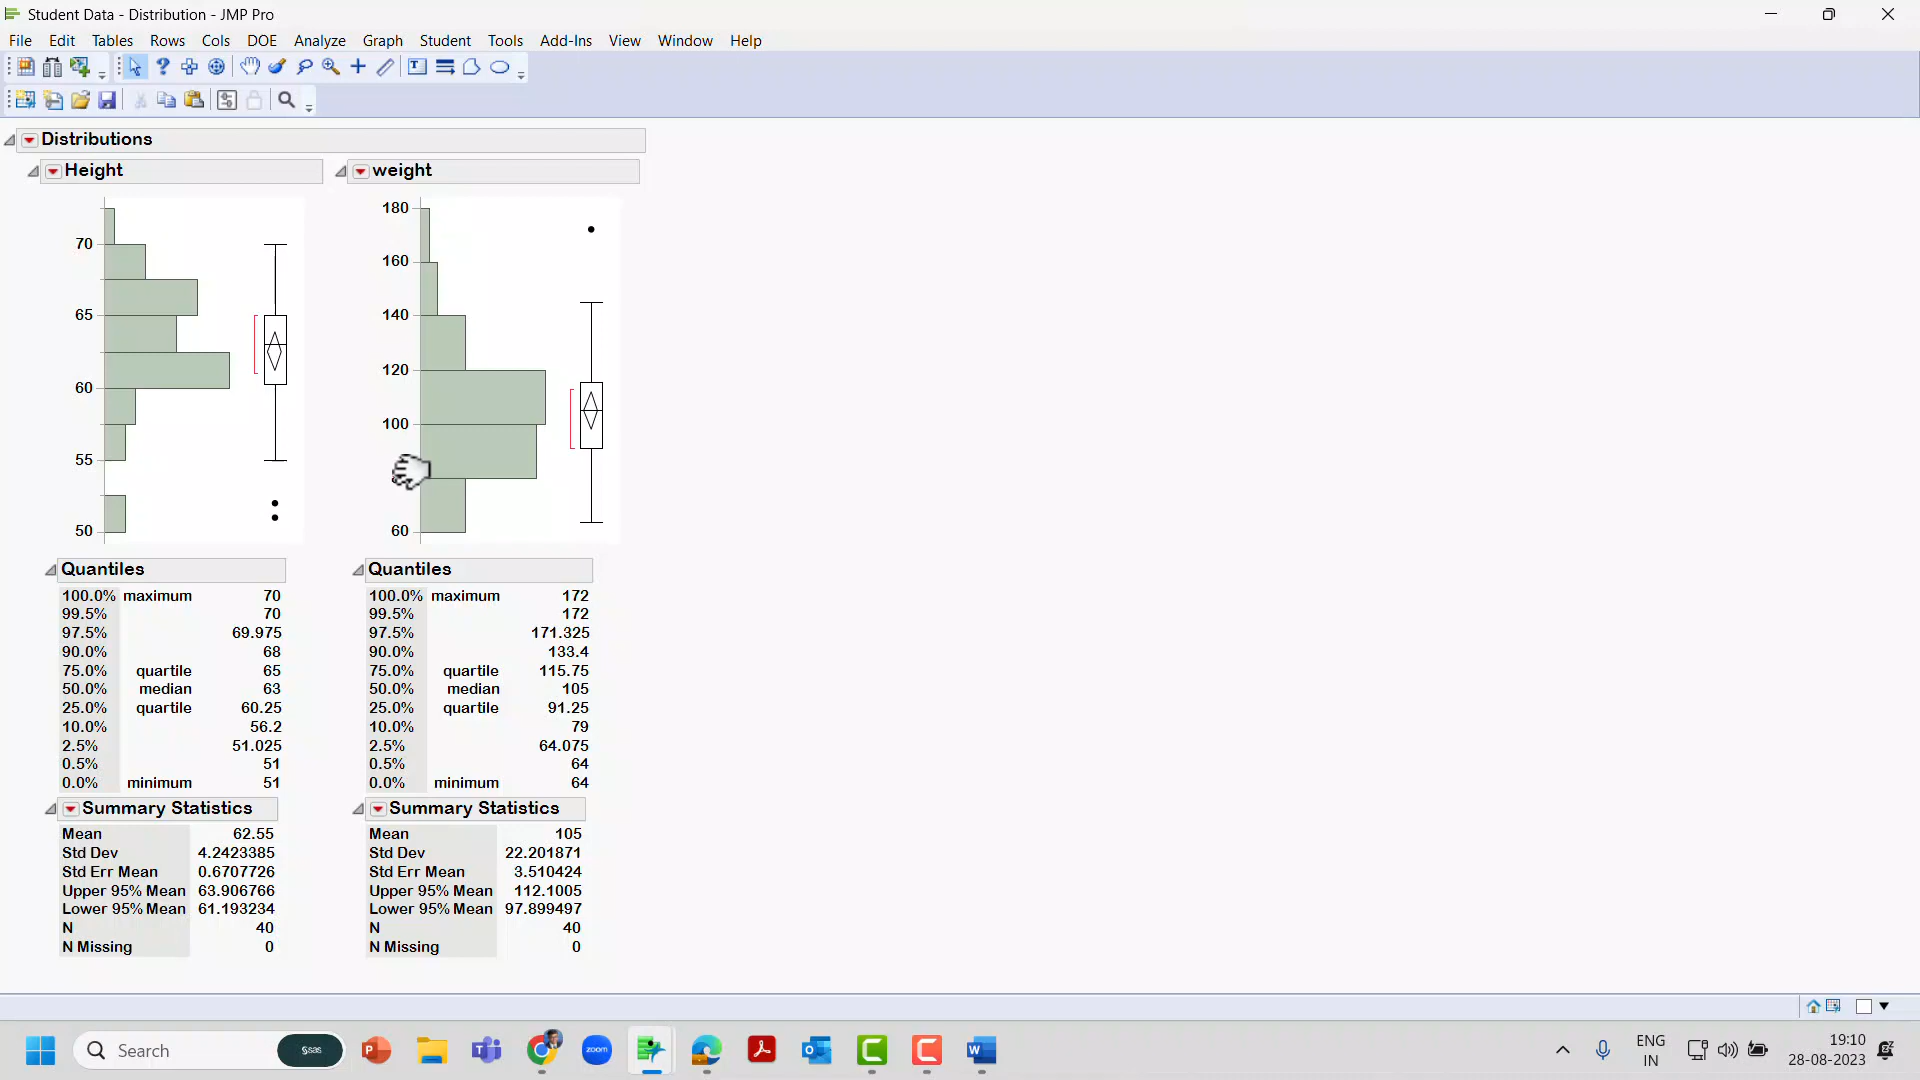 Student Data - Distribution - JMP Pro
File Edit Tables Rows Cols DOE Analyze Graph Student Tools Add-Ins View Window Help
Distributions
Height
weight
70
65
60
55
50
180
160
140
120
100
60
Quantiles
100.0% maximum 70
99.5% 70
97.5% 69.975
90.0% 68
75.0% quartile 65
50.0% median 63
25.0% quartile 60.25
10.0% 56.2
2.5% 51.025
0.5% 51
0.0% minimum 51
Summary Statistics
Mean 62.55
Std Dev 4.2423385
Std Err Mean 0.6707726
Upper 95% Mean 63.906766
Lower 95% Mean 61.193234
N 40
N Missing 0
Quantiles
100.0% maximum 172
99.5% 172
97.5% 171.325
90.0% 133.4
75.0% quartile 115.75
50.0% median 105
25.0% quartile 91.25
10.0% 79
2.5% 64.075
0.5% 64
0.0% minimum 64
Summary Statistics
Mean 105
Std Dev 22.201871
Std Err Mean 3.510424
Upper 95% Mean 112.1005
Lower 95% Mean 97.899497
N 40
N Missing 0
Search
sas
zoom
ENG
IN
19:10
28-08-2023